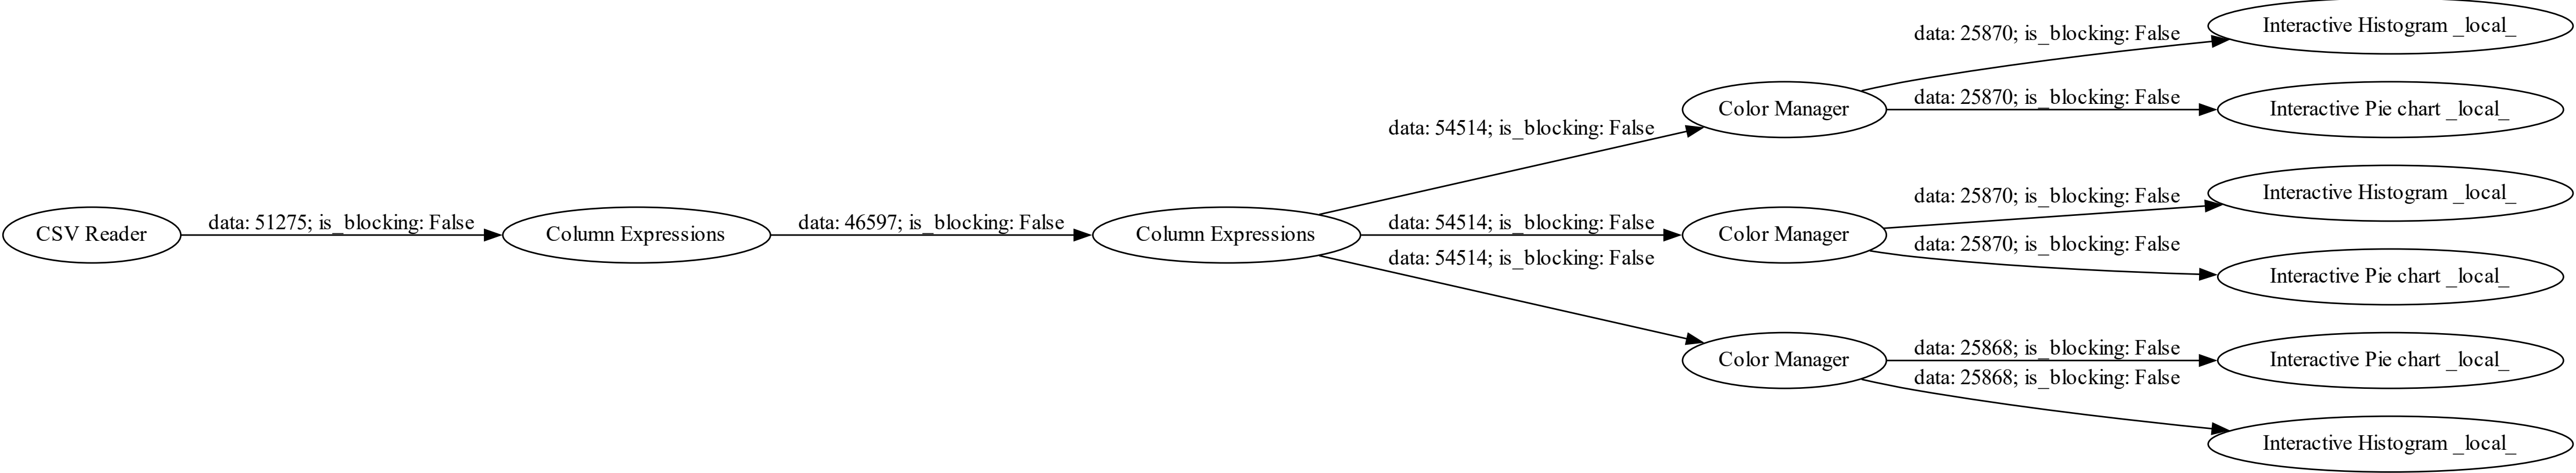 CSV Reader
data: 51275; is_blocking: False
Column Expressions
data: 46597; is_blocking: False
Column Expressions
data: 54514; is_blocking: False
data: 54514; is_blocking: False
data: 54514; is_blocking: False
Color Manager
data: 25870; is_blocking: False
Interactive Histogram _local_
data: 25870; is_blocking: False
Interactive Pie chart _local_
Color Manager
data: 25870; is_blocking: False
Interactive Histogram _local_
data: 25870; is_blocking: False
Interactive Pie chart _local_
Color Manager
data: 25868; is_blocking: False
Interactive Pie chart _local_
data: 25868; is_blocking: False
Interactive Histogram _local_